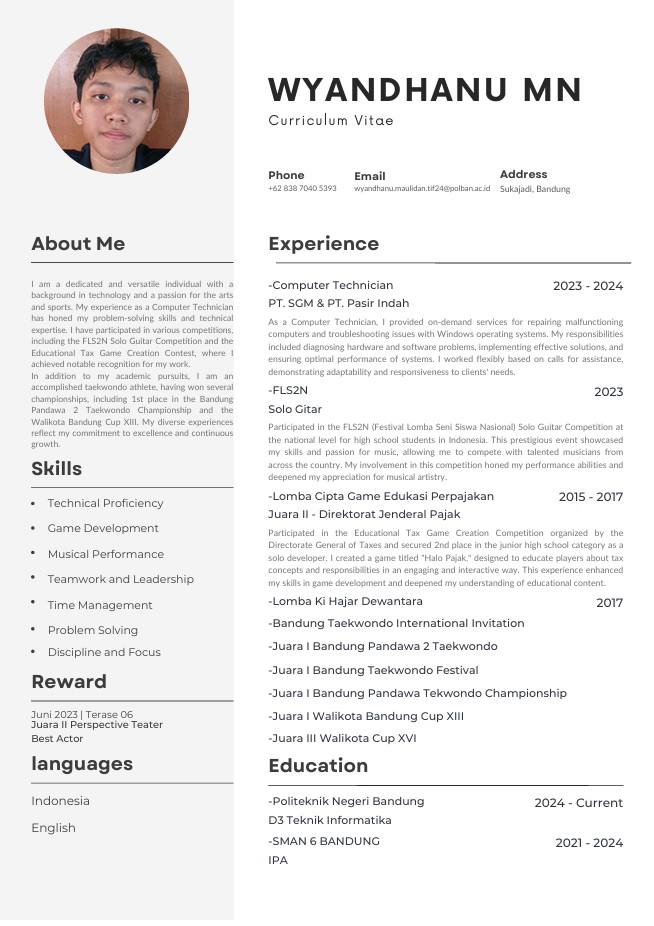 WYANDHANU MN
Curriculum Vitae
Phone
+62 838 7040 5393
Email
wyandhanu.maulidan.tif24@polban.ac.id
Address
Sukajadi, Bandung
About Me
I am a dedicated and versatile individual with a
background in technology and a passion for the arts
and sports. My experience as a Computer Technician
has honed my problem-solving skills and technical
expertise. I have participated in various competitions,
including the FLS2N Solo Guitar Competition and the
Educational Tax Game Creation Contest, where I
achieved notable recognition for my work.
In addition to my academic pursuits, I am an
accomplished taekwondo athlete, having won several
championships, including 1st place in the Bandung
Pandawa 2 Taekwondo Championship and the
Walikota Bandung Cup XIII. My diverse experiences
reflect my commitment to excellence and continuous
growth.
Skills
• Technical Proficiency
• Game Development
• Musical Performance
• Teamwork and Leadership
• Time Management
• Problem Solving
• Discipline and Focus
Reward
Juni 2023 | Terase 06
Juara II Perspective Teater
Best Actor
languages
Indonesia
English
Experience
-Computer Technician 2023 - 2024
PT. SGM & PT. Pasir Indah
As a Computer Technician, I provided on-demand services for repairing malfunctioning
computers and troubleshooting issues with Windows operating systems. My responsibilities
included diagnosing hardware and software problems, implementing effective solutions, and
ensuring optimal performance of systems. I worked flexibly based on calls for assistance,
demonstrating adaptability and responsiveness to clients' needs.
-FLS2N 2023
Solo Gitar
Participated in the FLS2N (Festival Lomba Seni Siswa Nasional) Solo Guitar Competition at
the national level for high school students in Indonesia. This prestigious event showcased
my skills and passion for music, allowing me to compete with talented musicians from
across the country. My involvement in this competition honed my performance abilities and
deepened my appreciation for musical artistry.
-Lomba Cipta Game Edukasi Perpajakan 2015 - 2017
Juara II - Direktorat Jenderal Pajak
Participated in the Educational Tax Game Creation Competition organized by the
Directorate General of Taxes and secured 2nd place in the junior high school category as a
solo developer. I created a game titled "Halo Pajak," designed to educate players about tax
concepts and responsibilities in an engaging and interactive way. This experience enhanced
my skills in game development and deepened my understanding of educational content.
-Lomba Ki Hajar Dewantara 2017
-Bandung Taekwondo International Invitation
-Juara I Bandung Pandawa 2 Taekwondo
-Juara I Bandung Taekwondo Festival
-Juara I Bandung Pandawa Tekwondo Championship
-Juara I Walikota Bandung Cup XIII
-Juara III Walikota Cup XVI
Education
-Politeknik Negeri Bandung 2024 - Current
D3 Teknik Informatika
-SMAN 6 BANDUNG 2021 - 2024
IPA